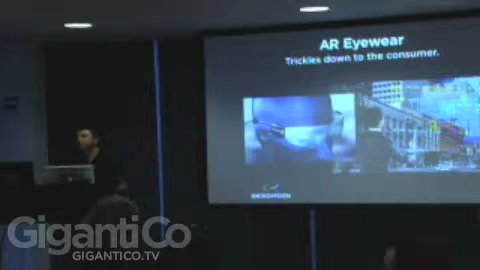 AR Eyewear
Trickles down to the consumer.
GigantiCo
GIGANTICO.TV